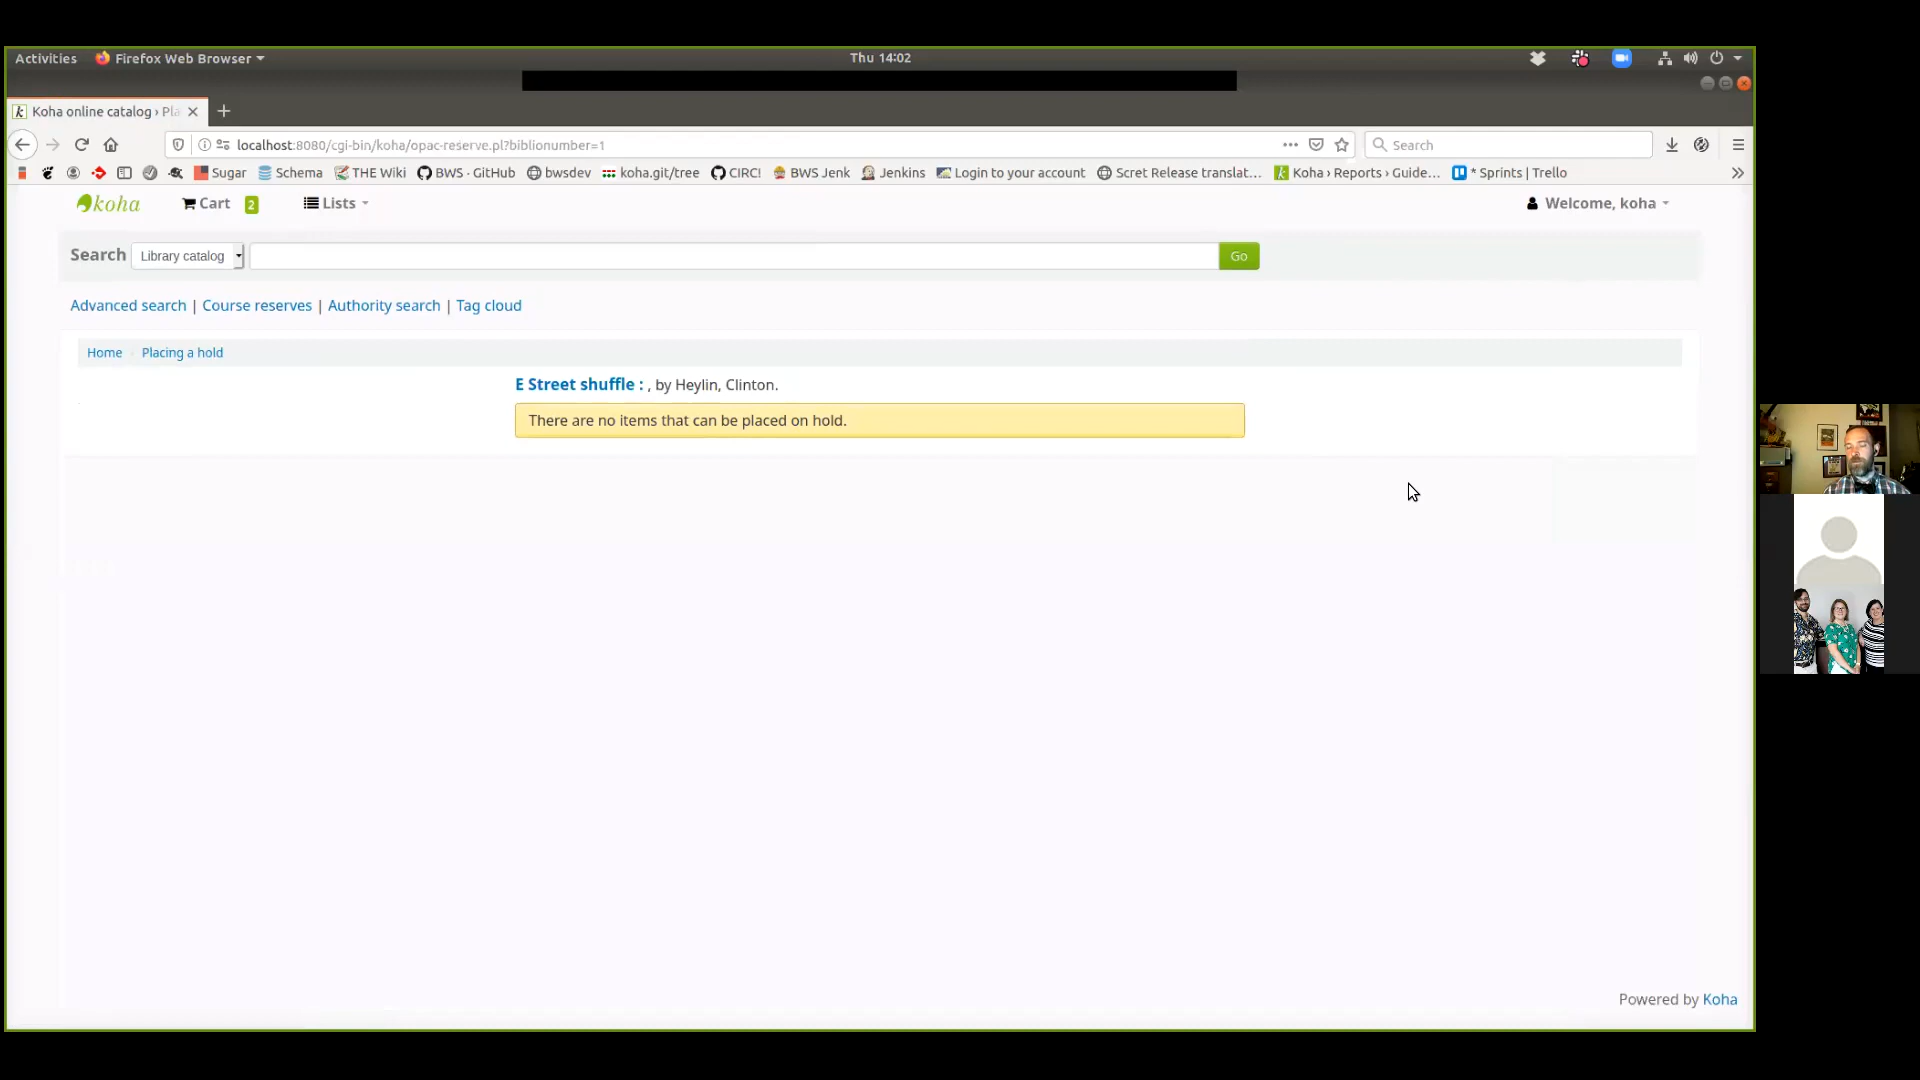 Activities Firefox Web Browser Thu 14:02
Koha online catalog › Pla
localhost:8080/cgi-bin/koha/opac-reserve.pl?biblionumber=1 Search
Sugar Schema THE Wiki BWS · GitHub bwsdev koha.git/tree CIRC! BWS Jenk Jenkins Login to your account Scret Release translat… Koha › Reports › Guide… * Sprints | Trello
koha Cart 2 Lists Welcome, koha
Search Library catalog Go
Advanced search | Course reserves | Authority search | Tag cloud
Home Placing a hold
E Street shuffle : , by Heylin, Clinton.
There are no items that can be placed on hold.
Powered by Koha